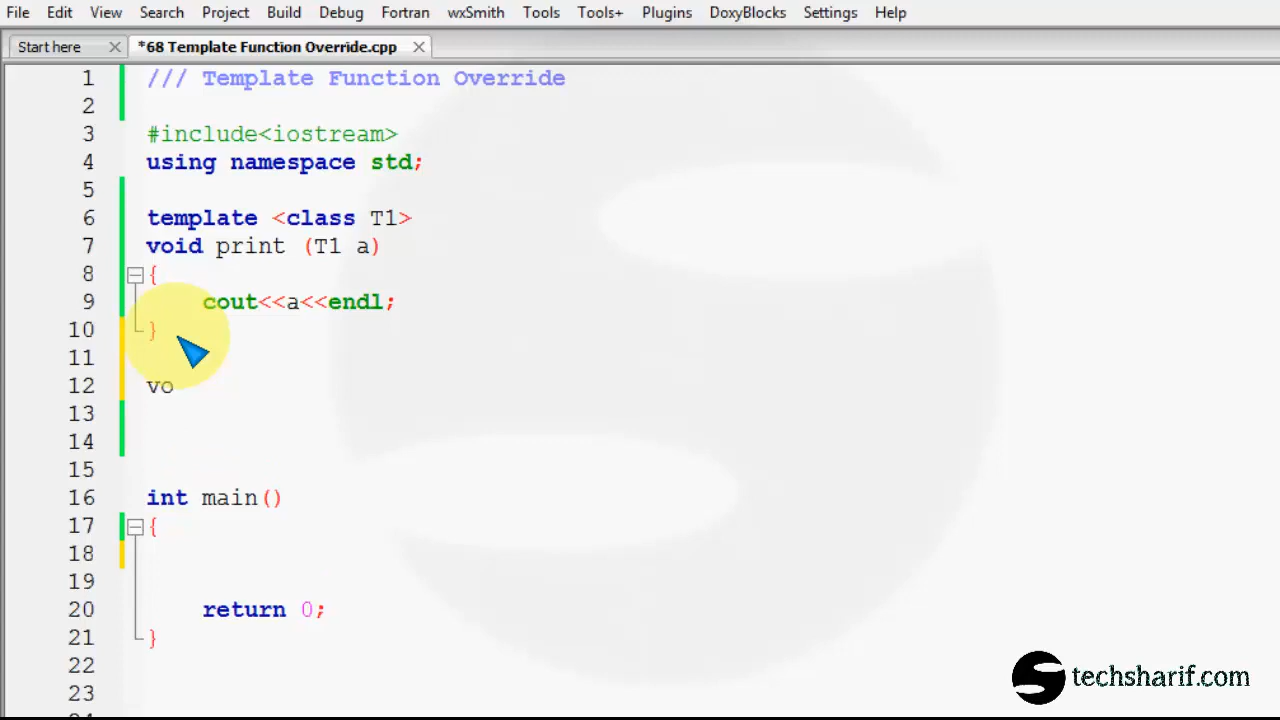 File Edit View Search Project Build Debug Fortran wxSmith Tools Tools+ Plugins DoxyBlocks Settings Help
Start here *68 Template Function Override.cpp
1 /// Template Function Override
2
3 #include<iostream>
4 using namespace std;
5
6 template <class T1>
7 void print (T1 a)
8 {
9 cout<<a<<endl;
10 }
11
12 vo
13
14
15
16 int main()
17 {
18
19
20 return 0;
21 }
22
23
techsharif.com